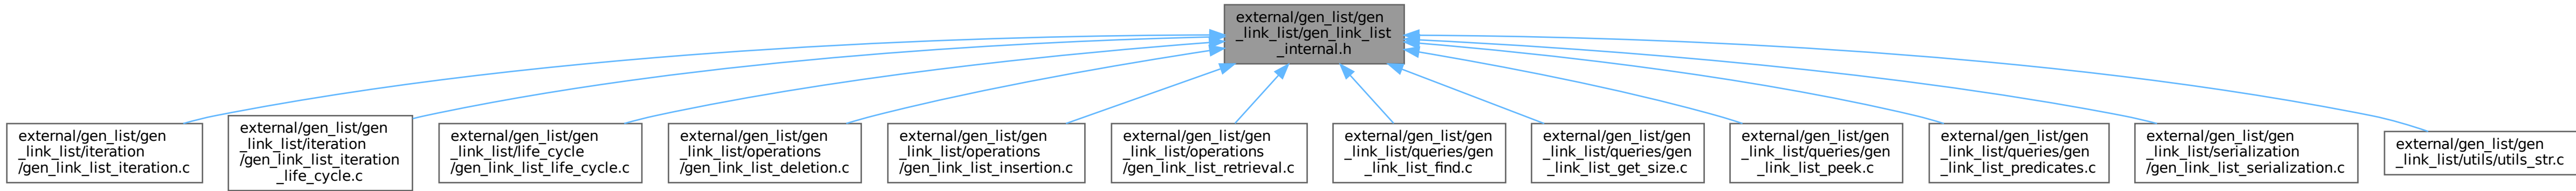 external/gen_list/gen
_link_list/gen_link_list
_internal.h
external/gen_list/gen
_link_list/iteration
/gen_link_list_iteration.c
external/gen_list/gen
_link_list/iteration
/gen_link_list_iteration
_life_cycle.c
external/gen_list/gen
_link_list/life_cycle
/gen_link_list_life_cycle.c
external/gen_list/gen
_link_list/operations
/gen_link_list_deletion.c
external/gen_list/gen
_link_list/operations
/gen_link_list_insertion.c
external/gen_list/gen
_link_list/operations
/gen_link_list_retrieval.c
external/gen_list/gen
_link_list/queries/gen
_link_list_find.c
external/gen_list/gen
_link_list/queries/gen
_link_list_get_size.c
external/gen_list/gen
_link_list/queries/gen
_link_list_peek.c
external/gen_list/gen
_link_list/queries/gen
_link_list_predicates.c
external/gen_list/gen
_link_list/serialization
/gen_link_list_serialization.c
external/gen_list/gen
_link_list/utils/utils_str.c